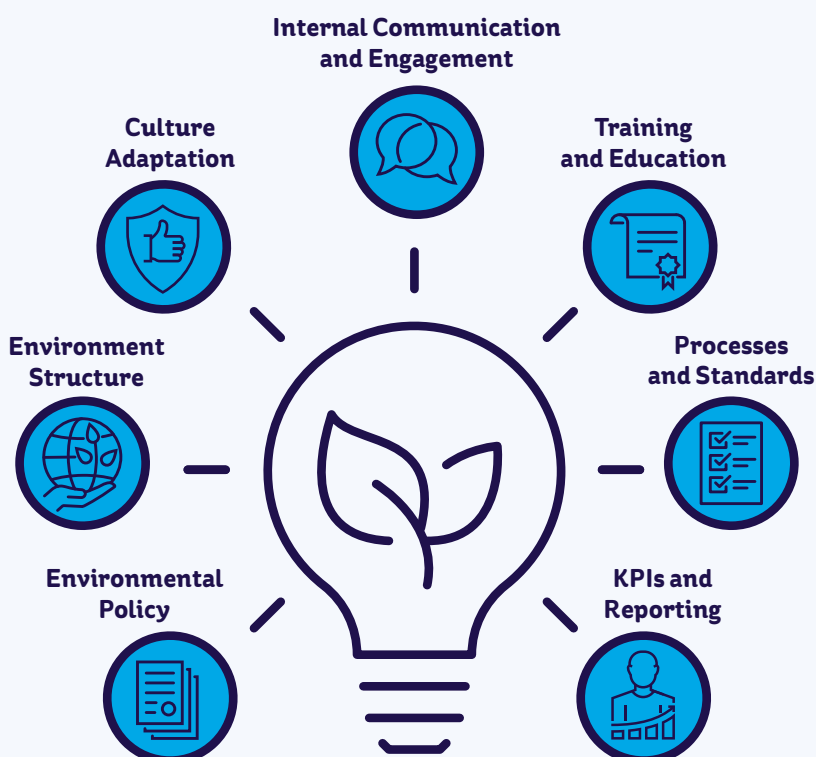 Internal Communication
and Engagement
Culture
Adaptation
Training
and Education
Environment
Structure
Processes
and Standards
Environmental
Policy
KPIs and
Reporting